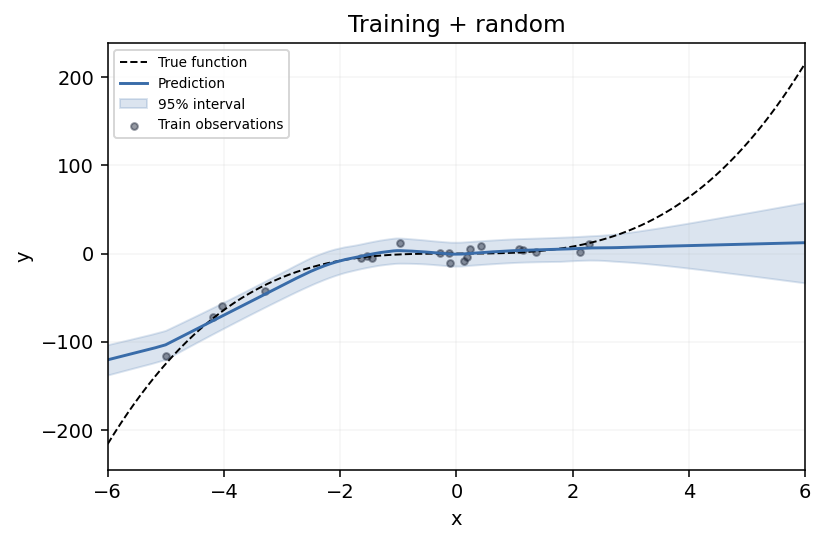 Training + random
True function
Prediction
95% interval
Train observations
200
100
0
−100
−200
y
−6
−4
−2
0
2
4
6
x